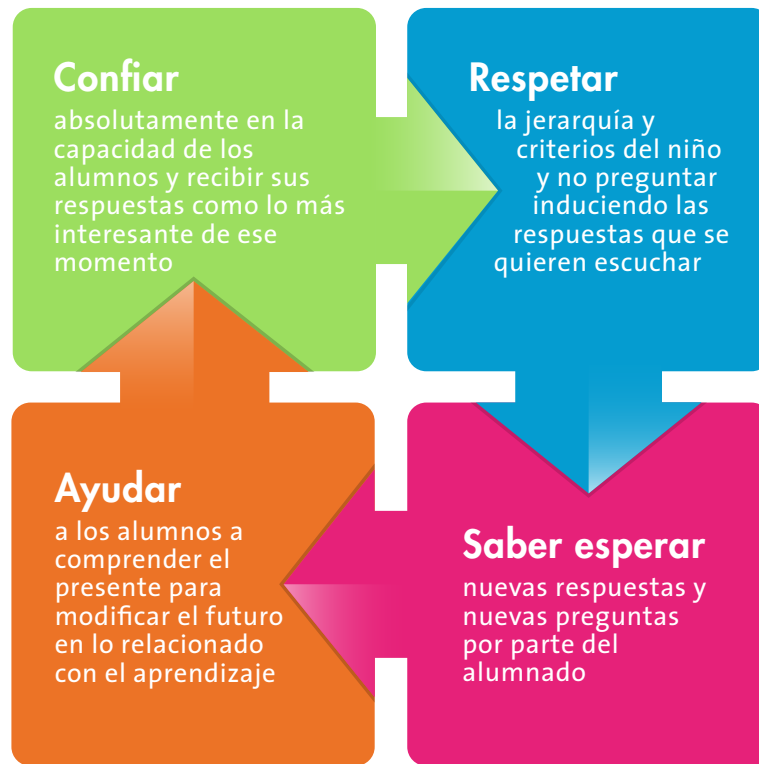 Confiar
absolutamente en la
capacidad de los
alumnos y recibir sus
respuestas como lo más
interesante de ese
momento
Respetar
la jerarquía y
criterios del niño
y no preguntar
induciendo las
respuestas que se
quieren escuchar
Saber esperar
nuevas respuestas y
nuevas preguntas
por parte del
alumnado
Ayudar
a los alumnos a
comprender el
presente para
modificar el futuro
en lo relacionado
con el aprendizaje